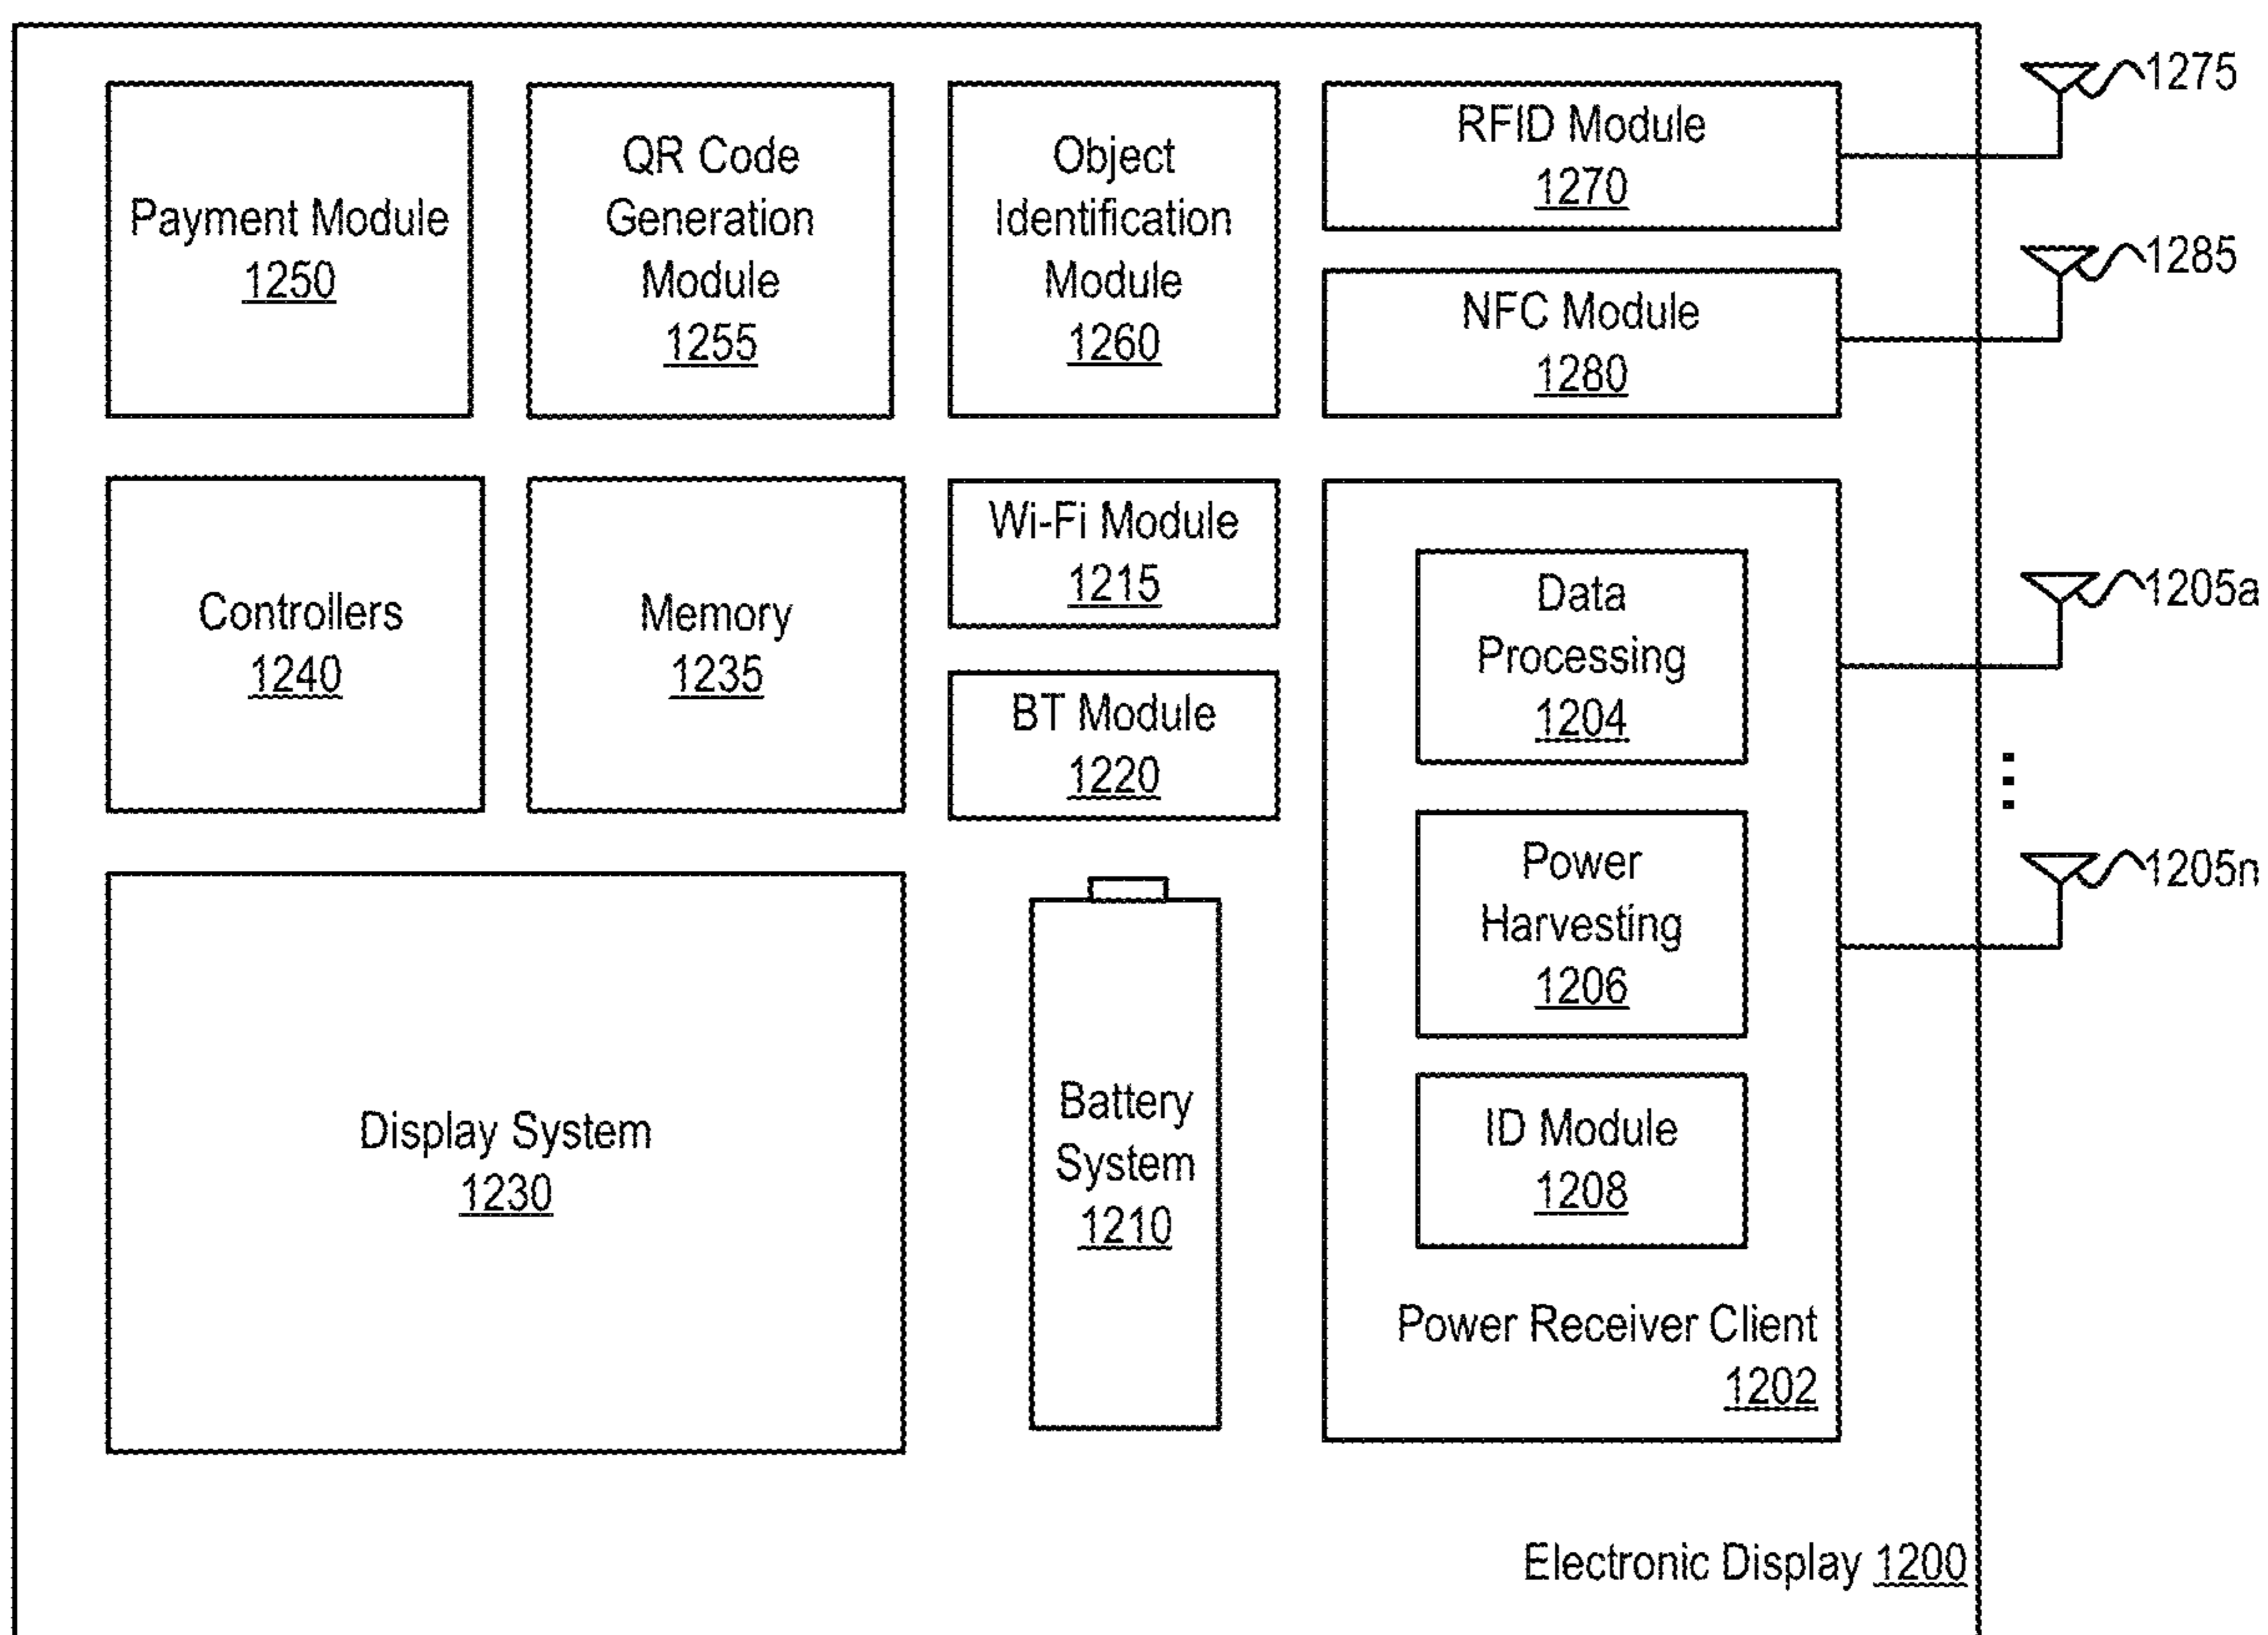 Payment Module
1250
QR Code
Generation
Module
1255
Object
Identification
Module
1260
RFID Module
1270
1275
NFC Module
1280
1285
Controllers
1240
Memory
1235
Wi-Fi Module
1215
BT Module
1220
Data
Processing
1204
1205a
Power
Harvesting
1206
1205n
ID Module
1208
Power Receiver Client
1202
Display System
1230
Battery
System
1210
Electronic Display 1200